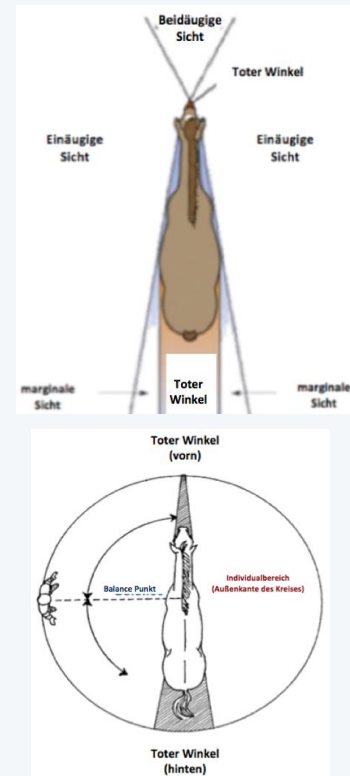 Beidäugige
Sicht
Toter Winkel
Einäugige
Sicht
Einäugige
Sicht
marginale
Sicht
Toter
Winkel
marginale
Sicht
Toter Winkel
(vorn)
Balance Punkt
Individualbereich
(Außenkante des Kreises)
Toter Winkel
(hinten)